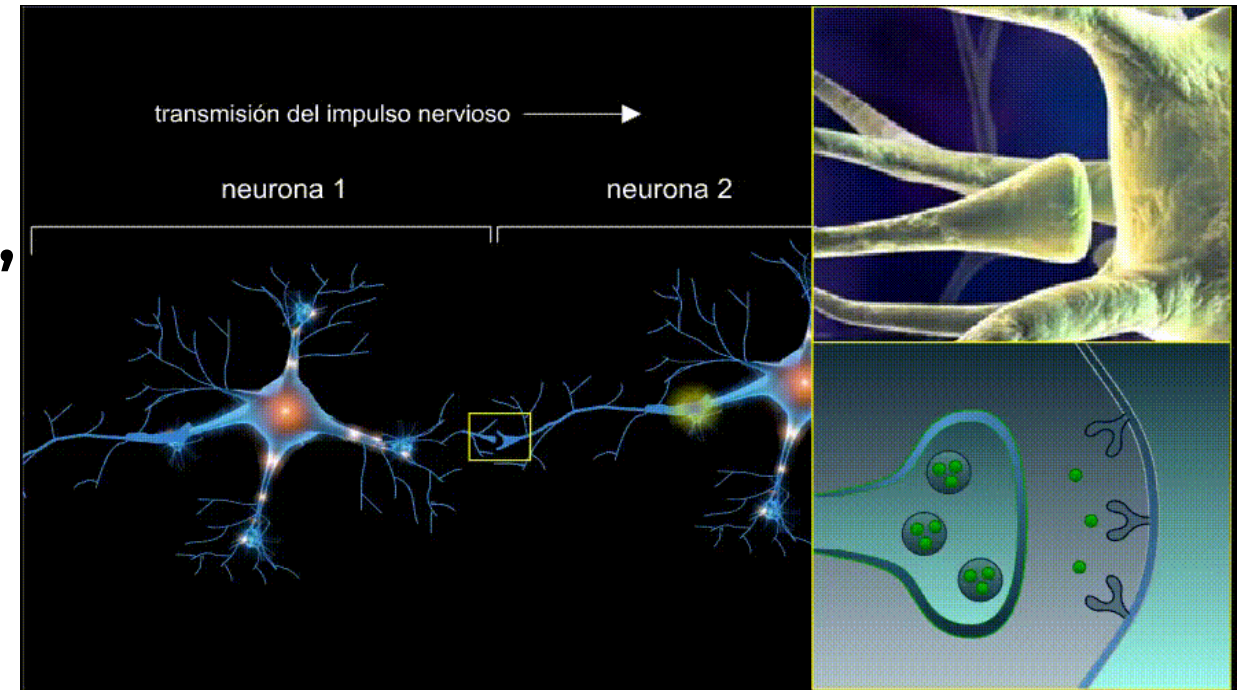 transmisión del impulso nervioso
neurona 1
neurona 2
,